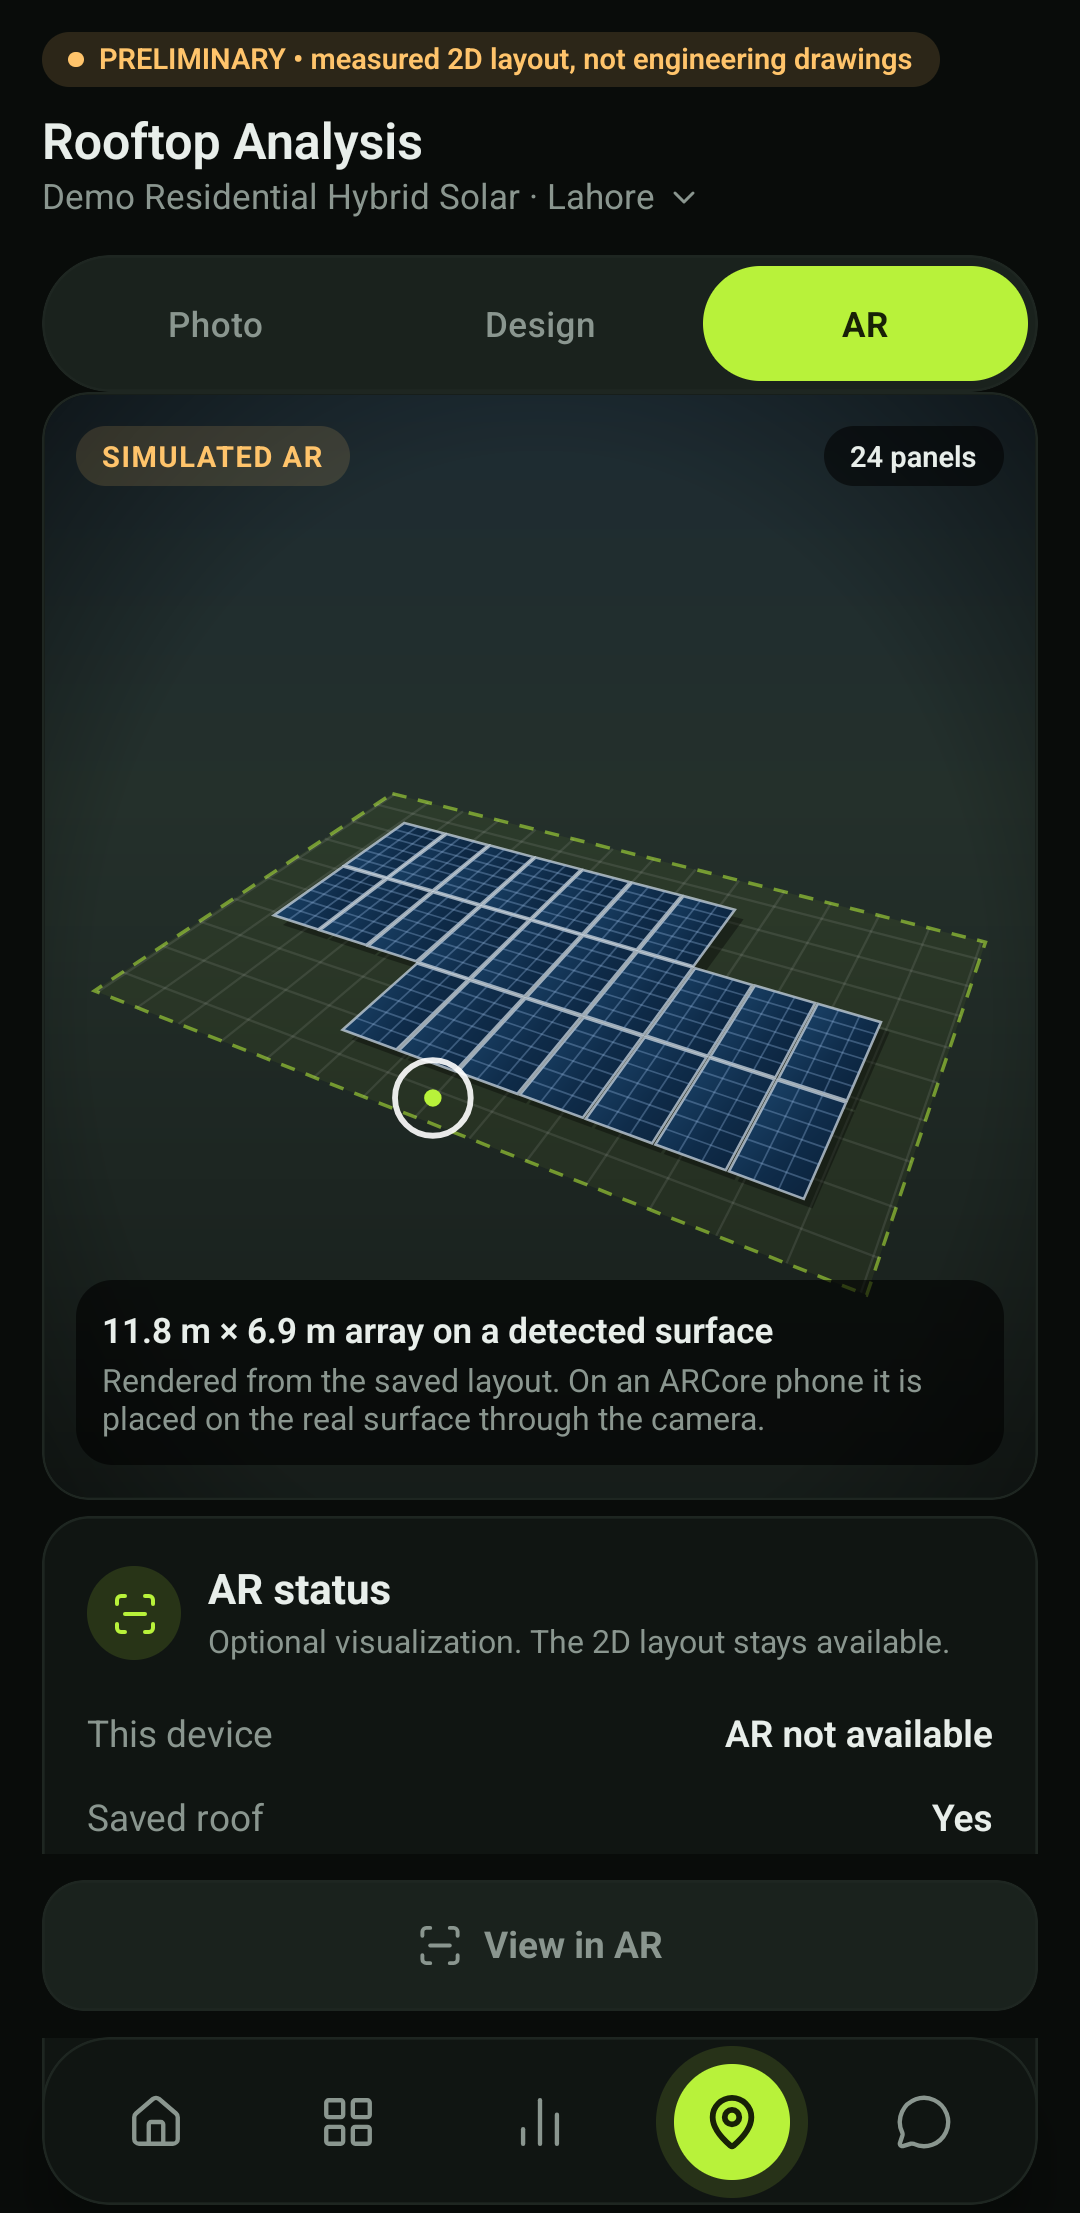 PRELIMINARY • measured 2D layout, not engineering drawings
Rooftop Analysis
Demo Residential Hybrid Solar · Lahore
Photo
Design
AR
SIMULATED AR
24 panels
11.8 m × 6.9 m array on a detected surface
Rendered from the saved layout. On an ARCore phone it is
placed on the real surface through the camera.
AR status
Optional visualization. The 2D layout stays available.
This device
AR not available
Saved roof
Yes
View in AR